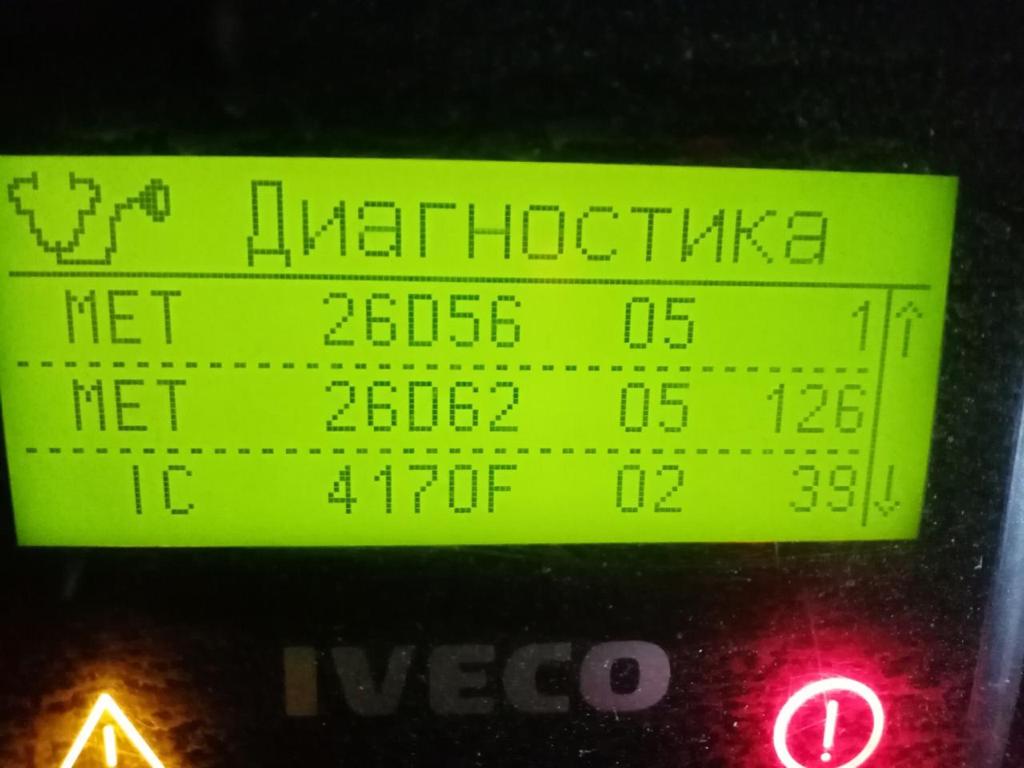 Диагностика
MET 26D56 05 1
MET 26D62 05 126
IC 4170F 02 39
IVECO